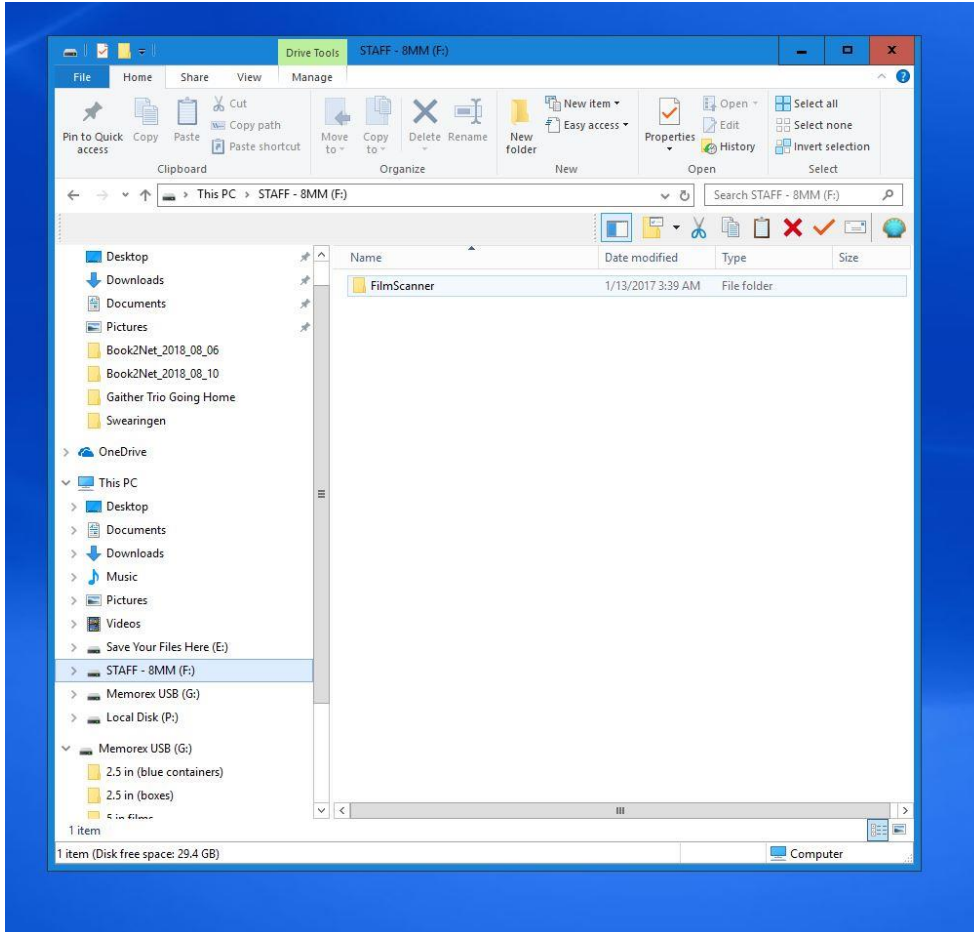 Drive Tools STAFF - 8MM (F:)
File Home Share View Manage
Pin to Quick access
Copy
Paste
Cut
Copy path
Paste shortcut
Clipboard
Move to
Copy to
Delete
Rename
Organize
New folder
New item
Easy access
New
Properties
Open
Edit
History
Open
Select all
Select none
Invert selection
Select
This PC > STAFF - 8MM (F:)
Search STAFF - 8MM (F:)
Desktop
Downloads
Documents
Pictures
Book2Net_2018_08_06
Book2Net_2018_08_10
Gaither Trio Going Home
Swearingen
OneDrive
This PC
Desktop
Documents
Downloads
Music
Pictures
Videos
Save Your Files Here (E:)
STAFF - 8MM (F:)
Memorex USB (G:)
Local Disk (P:)
Memorex USB (G:)
2.5 in (blue containers)
2.5 in (boxes)
5 in films
Name Date modified Type Size
FilmScanner 1/13/2017 3:39 AM File folder
1 item
1 item (Disk free space: 29.4 GB) Computer